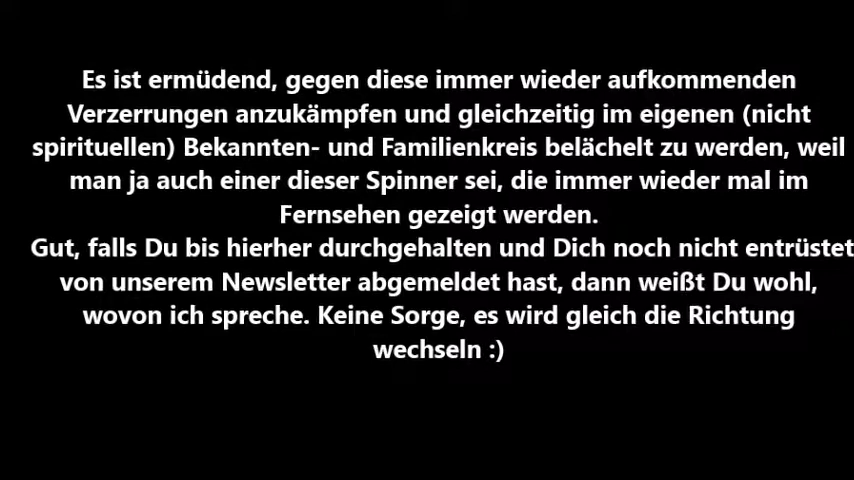 Es ist ermüdend, gegen diese immer wieder aufkommenden
Verzerrungen anzukämpfen und gleichzeitig im eigenen (nicht
spirituellen) Bekannten- und Familienkreis belächelt zu werden, weil
man ja auch einer dieser Spinner sei, die immer wieder mal im
Fernsehen gezeigt werden.
Gut, falls Du bis hierher durchgehalten und Dich noch nicht entrüstet
von unserem Newsletter abgemeldet hast, dann weißt Du wohl,
wovon ich spreche. Keine Sorge, es wird gleich die Richtung
wechseln :)